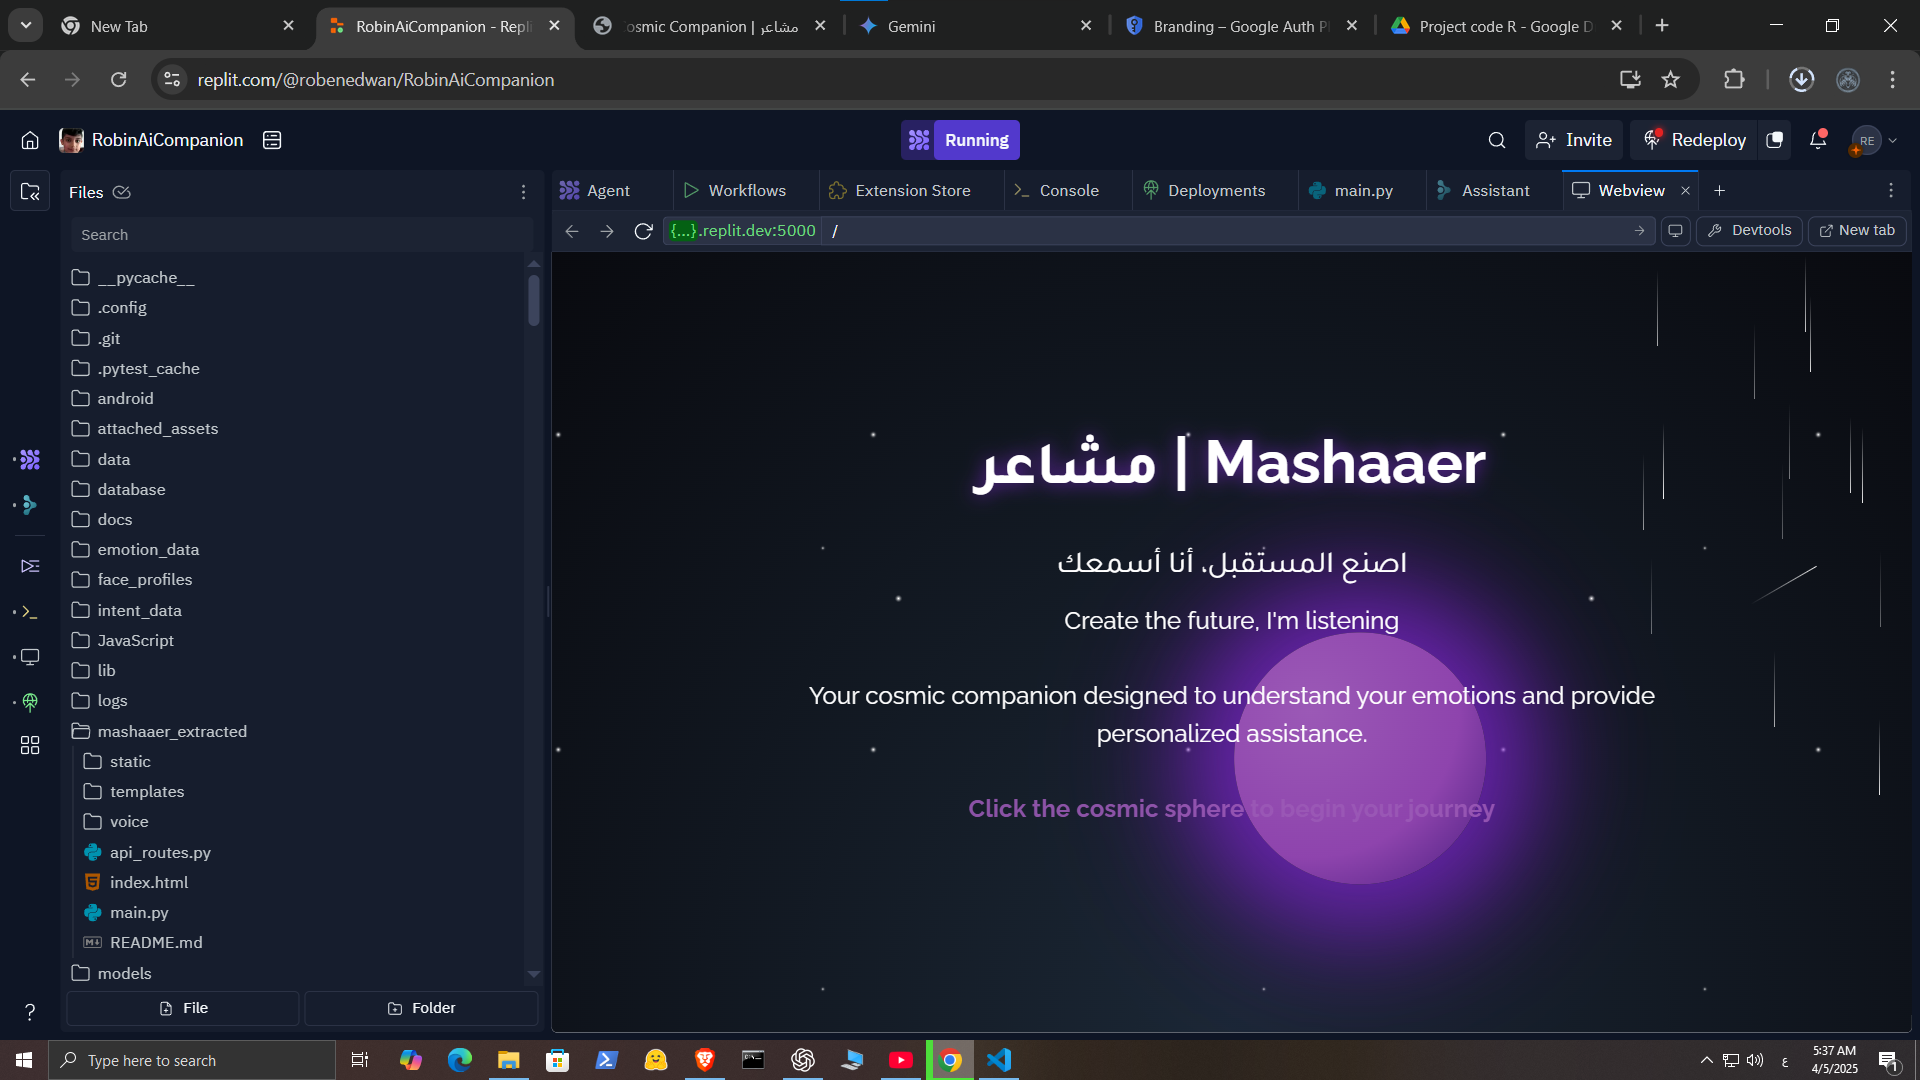 New Tab
RobinAiCompanion - Repli
osmic Companion | مشاعر
Gemini
Branding – Google Auth P
Project code R - Google D
replit.com/@robenedwan/RobinAiCompanion
RobinAiCompanion
Running
Invite
Redeploy
RE
Files
Agent
Workflows
Extension Store
Console
Deployments
main.py
Assistant
Webview
Search
{...}.replit.dev:5000
/
Devtools
New tab
__pycache__
.config
.git
.pytest_cache
android
attached_assets
data
database
docs
emotion_data
face_profiles
intent_data
JavaScript
lib
logs
mashaaer_extracted
static
templates
voice
api_routes.py
index.html
main.py
README.md
models
File
Folder
?
مشاعر | Mashaaer
اصنع المستقبل، أنا أسمعك
Create the future, I'm listening
Your cosmic companion designed to understand your emotions and provide
personalized assistance.
Click the cosmic sphere to begin your journey
Type here to search
ع
5:37 AM
4/5/2025
1